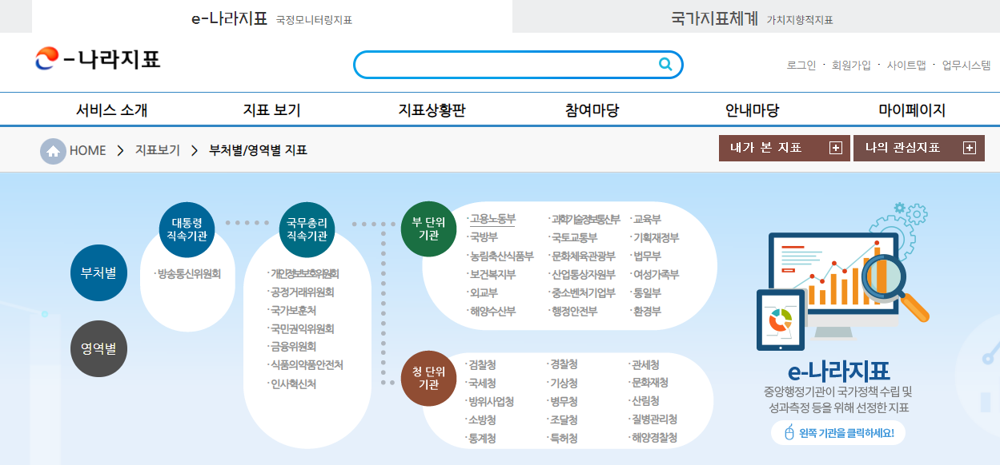 e-나라지표 국정모니터링지표 국가지표체계 가치지향적지표
-나라지표
로그인 · 회원가입 · 사이트맵 · 업무시스템
서비스 소개 지표 보기 지표상황판 참여마당 안내마당 마이페이지
HOME > 지표보기 > 부처별/영역별 지표
내가 본 지표 + 나의 관심지표 +
부처별
영역별
대통령
직속기관
· 방송통신위원회
국무총리
직속기관
· 개인정보보호위원회
· 공정거래위원회
· 국가보훈처
· 국민권익위원회
· 금융위원회
· 식품의약품안전처
· 인사혁신처
부 단위
기관
· 고용노동부 · 과학기술정보통신부 · 교육부
· 국방부 · 국토교통부 · 기획재정부
· 농림축산식품부 · 문화체육관광부 · 법무부
· 보건복지부 · 산업통상자원부 · 여성가족부
· 외교부 · 중소벤처기업부 · 통일부
· 해양수산부 · 행정안전부 · 환경부
청 단위
기관
· 검찰청 · 경찰청 · 관세청
· 국세청 · 기상청 · 문화재청
· 방위사업청 · 병무청 · 산림청
· 소방청 · 조달청 · 질병관리청
· 통계청 · 특허청 · 해양경찰청
e-나라지표
중앙행정기관이 국가정책 수립 및
성과측정 등을 위해 선정한 지표
왼쪽 기관을 클릭하세요!